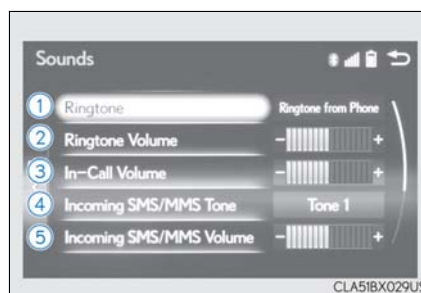 Sounds
1 Ringtone Ringtone from Phone
2 Ringtone Volume - +
3 In-Call Volume - +
4 Incoming SMS/MMS Tone Tone 1
5 Incoming SMS/MMS Volume - +
CLA51BX029US